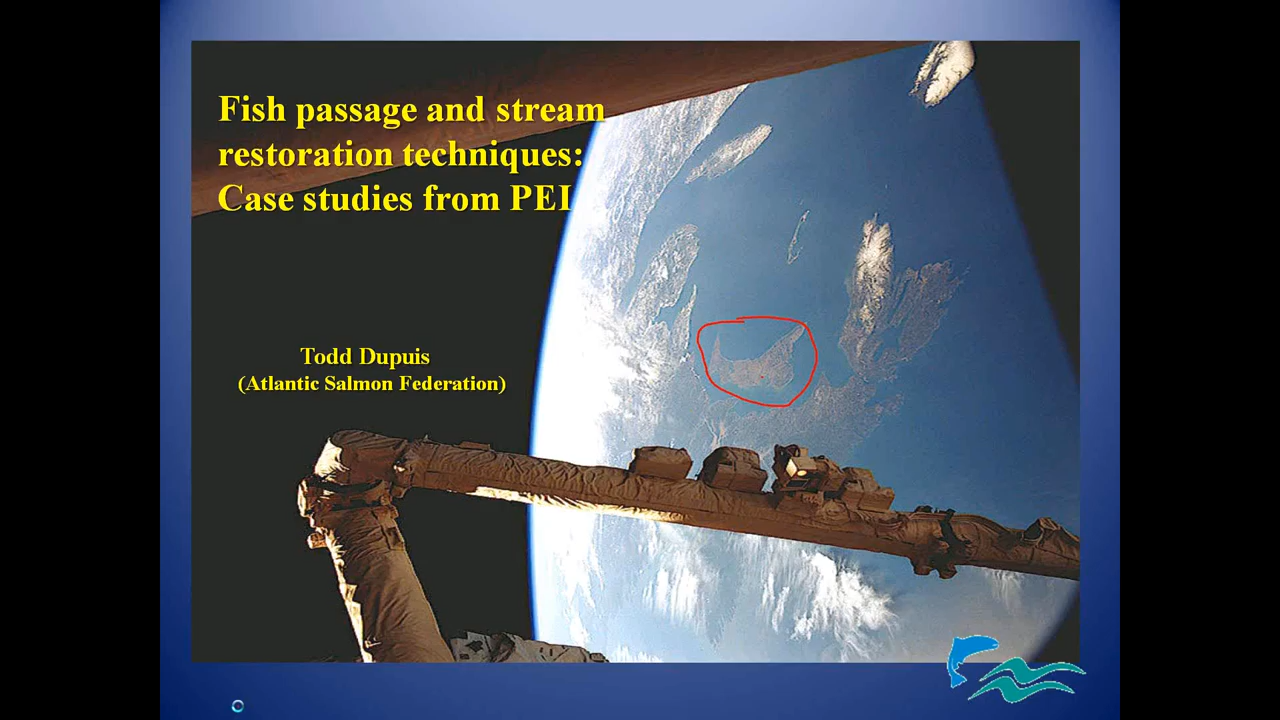 Fish passage and stream
restoration techniques:
Case studies from PEI
Todd Dupuis
(Atlantic Salmon Federation)